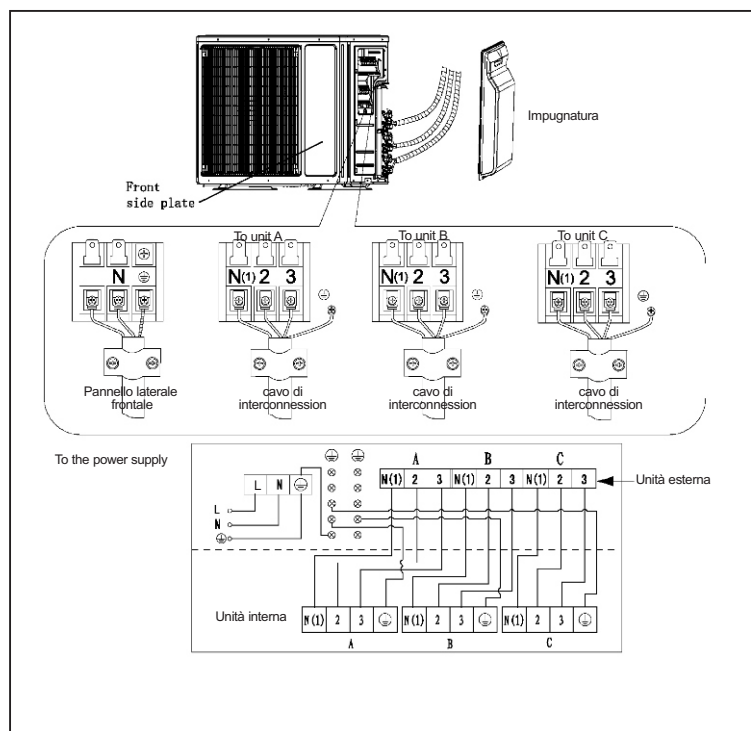 Impugnatura
Front
side plate
To unit A
To unit B
To unit C
N
N(1) 2 3
N(1) 2 3
N(1) 2 3
Pannello laterale
frontale
cavo di
interconnession
cavo di
interconnession
cavo di
interconnession
To the power supply
A B C
L N
N(1) 2 3 N(1) 2 3 N(1) 2 3
Unità esterna
L
N
Unità interna
N(1) 2 3
N(1) 2 3
N(1) 2 3
A B C